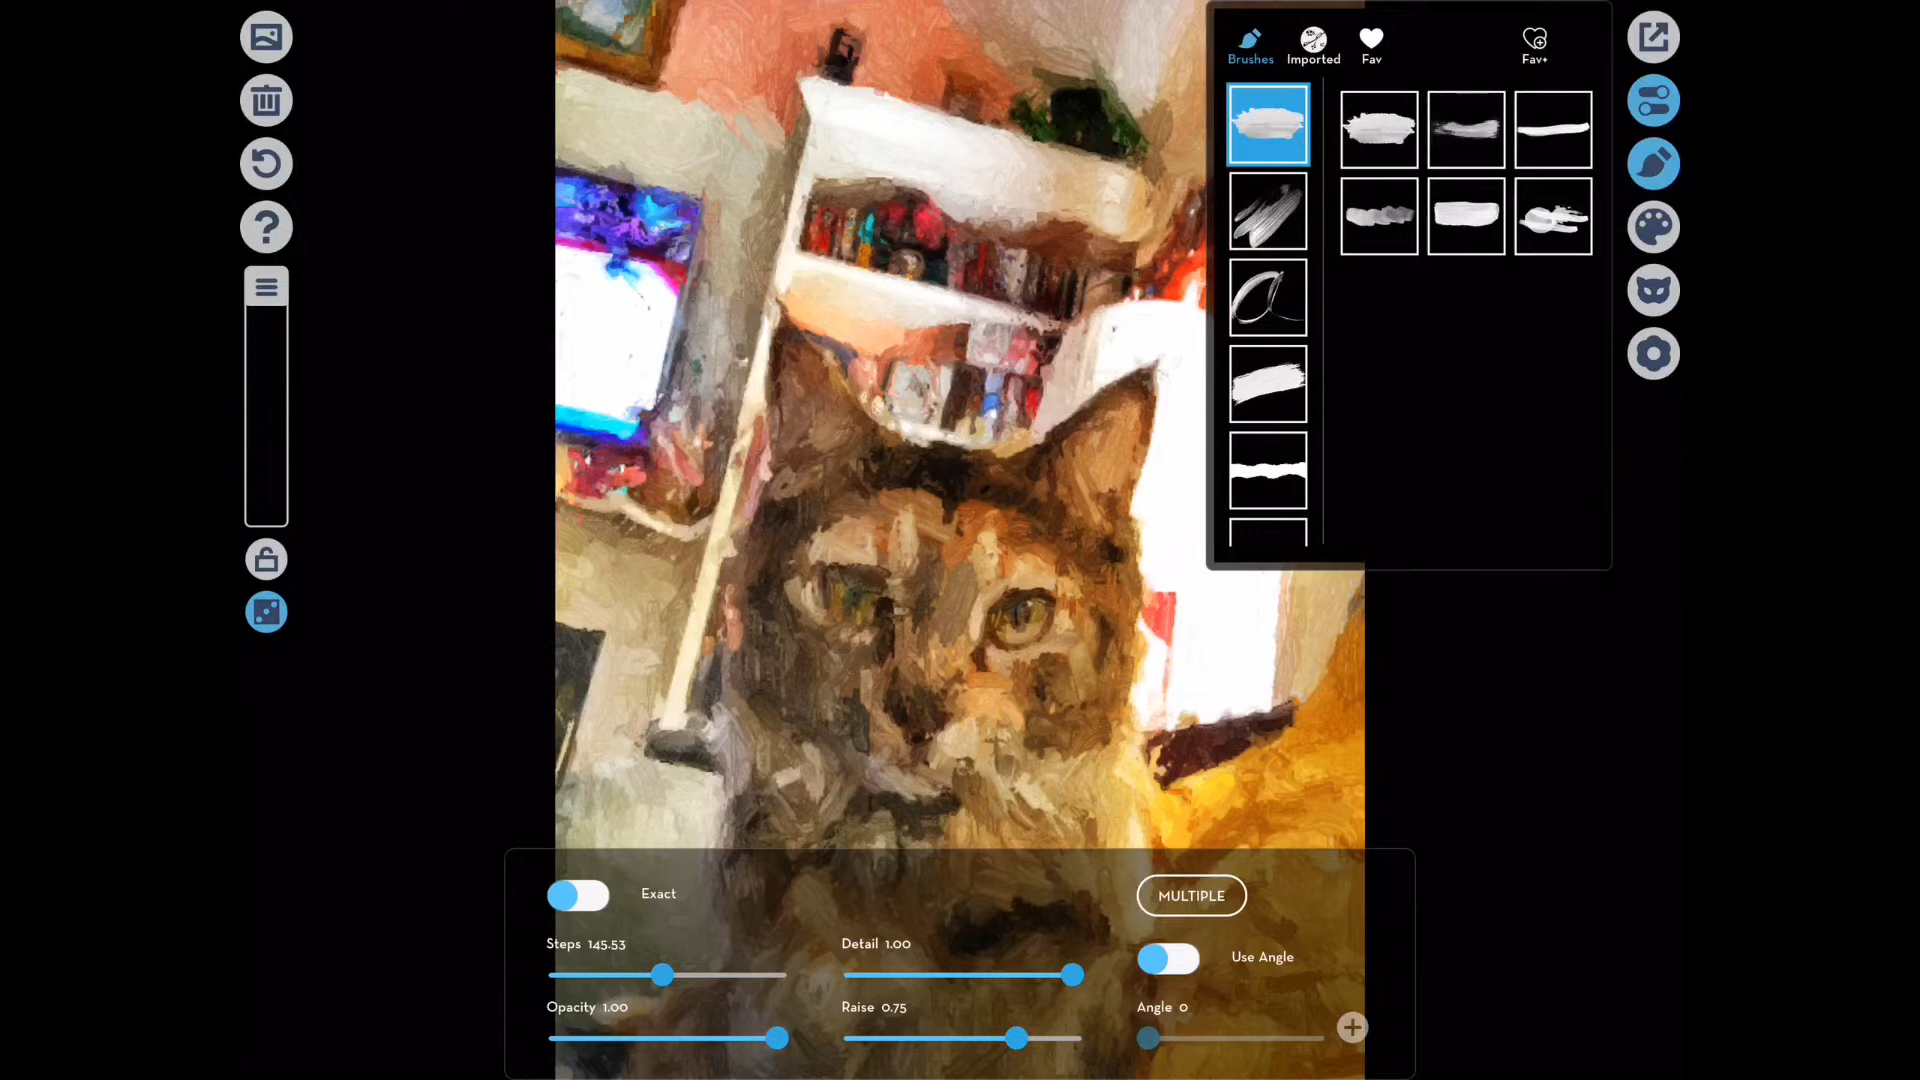 Brushes Imported Fav Fav+
Exact MULTIPLE
Steps 145.53 Detail 1.00 Use Angle
Opacity 1.00 Raise 0.75 Angle 0